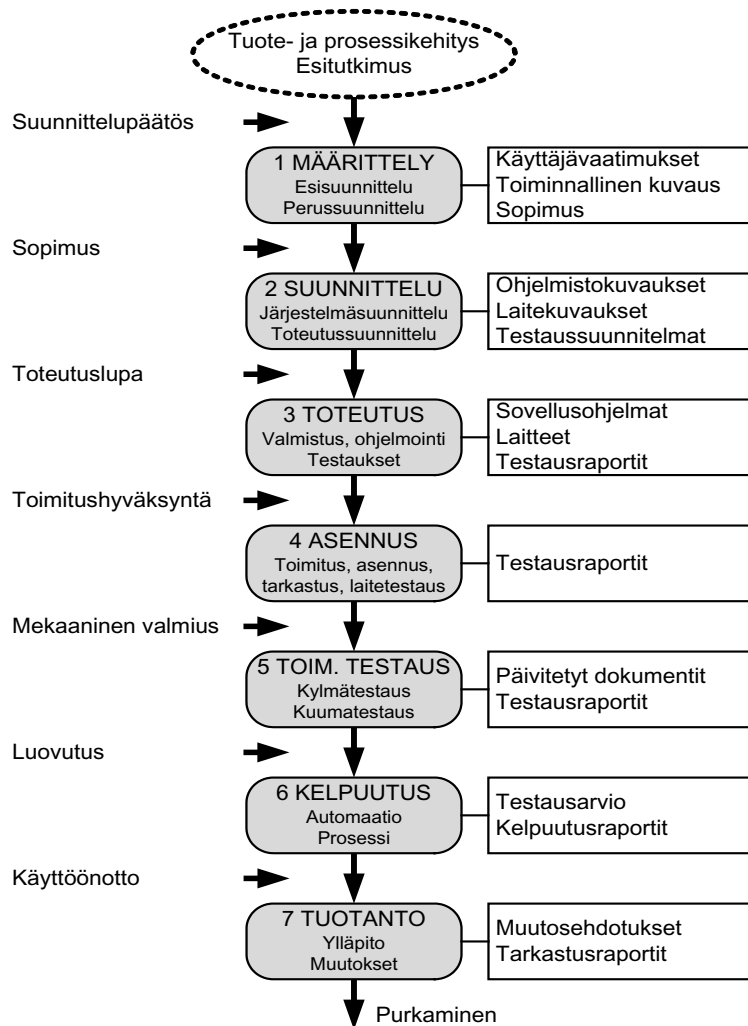 Tuote- ja prosessikehitys
Esitutkimus
Suunnittelupäätös
1 MÄÄRITTELY
Esisuunnittelu
Perussuunnittelu
Käyttäjävaatimukset
Toiminnallinen kuvaus
Sopimus
Sopimus
2 SUUNNITTELU
Järjestelmäsuunnittelu
Toteutussuunnittelu
Ohjelmistokuvaukset
Laitekuvaukset
Testaussuunnitelmat
Toteutuslupa
3 TOTEUTUS
Valmistus, ohjelmointi
Testaukset
Sovellusohjelmat
Laitteet
Testausraportit
Toimitushyväksyntä
4 ASENNUS
Toimitus, asennus,
tarkastus, laitetestaus
Testausraportit
Mekaaninen valmius
5 TOIM. TESTAUS
Kylmätestaus
Kuumatestaus
Päivitetyt dokumentit
Testausraportit
Luovutus
6 KELPUUTUS
Automaatio
Prosessi
Testausarvio
Kelpuutusraportit
Käyttöönotto
7 TUOTANTO
Ylläpito
Muutokset
Muutosehdotukset
Tarkastusraportit
Purkaminen